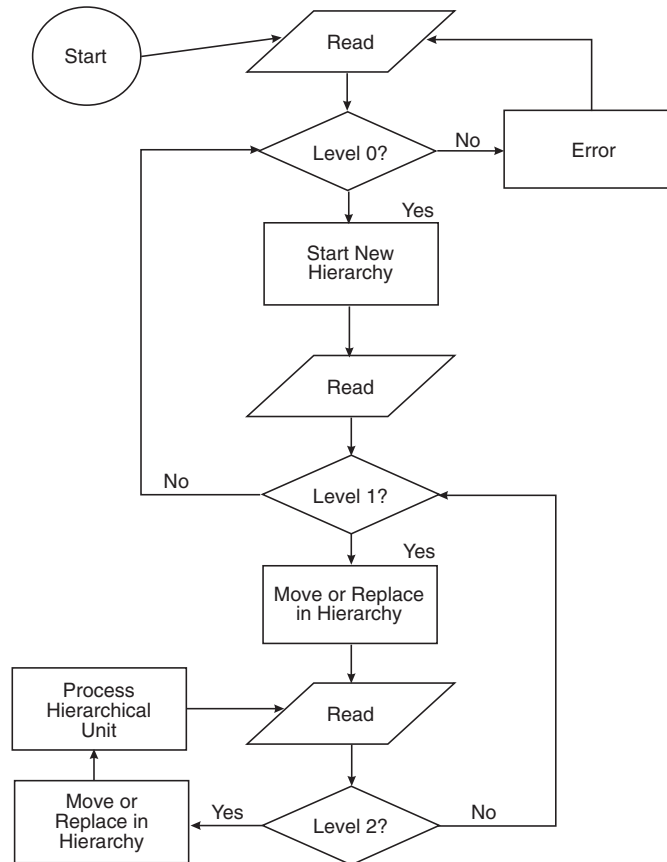 Start
Read
Level 0?
No
Error
Yes
Start New
Hierarchy
Read
No
Level 1?
Yes
Move or Replace
in Hierarchy
Process
Hierarchical
Unit
Read
Move or
Replace in
Hierarchy
Yes
Level 2?
No